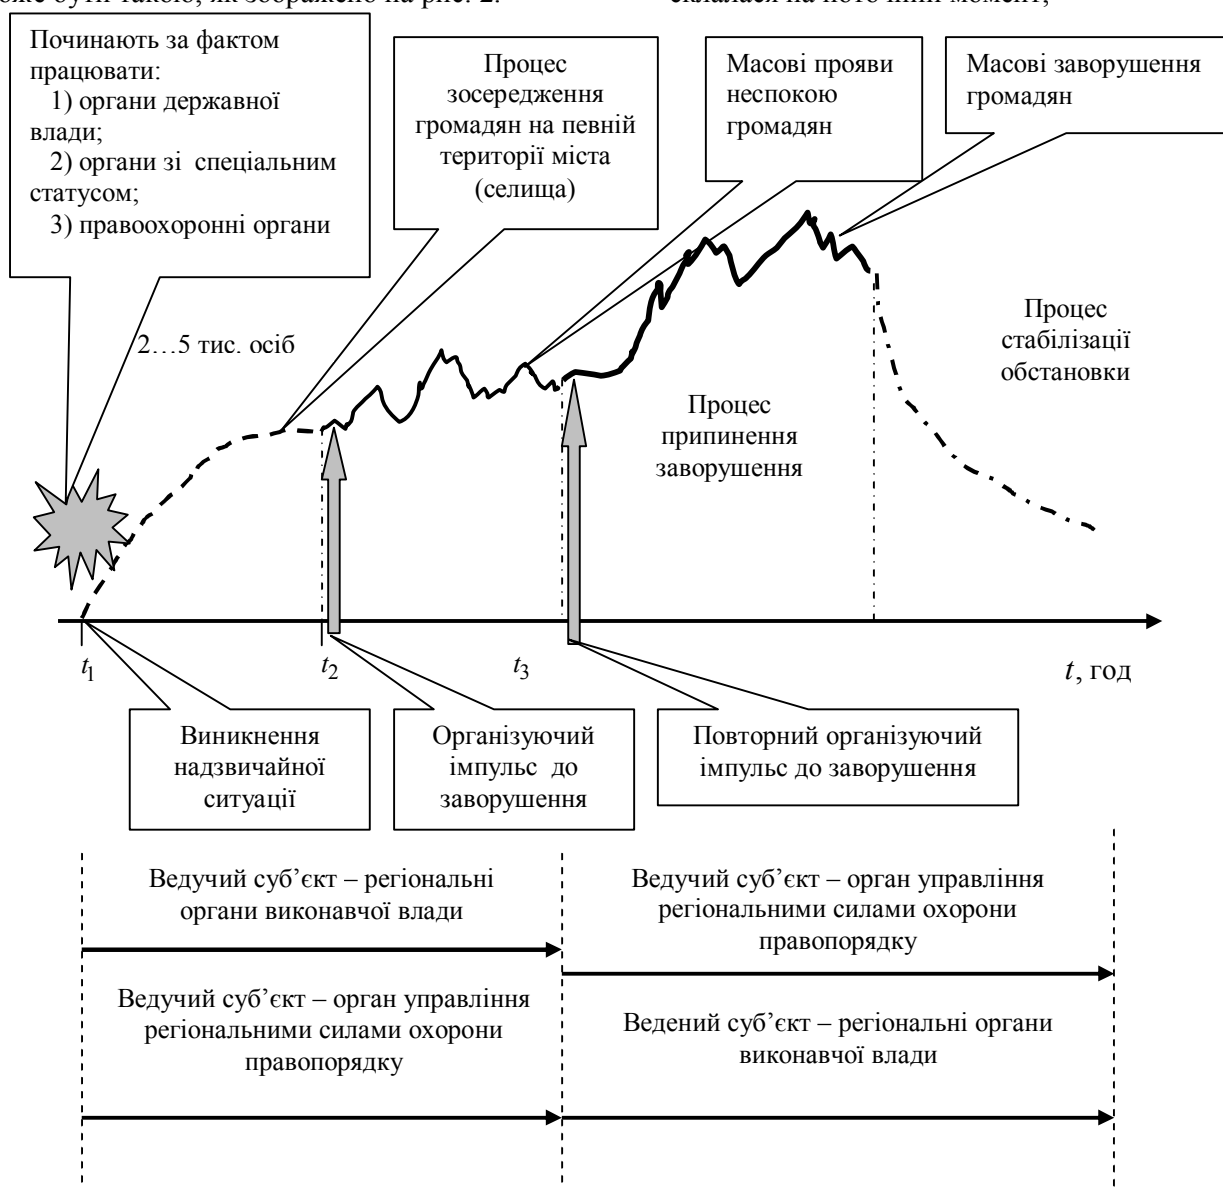 може бути такою, як зображено на рис. 2.
склалася на поточний момент;
Починають за фактом
працювати:
1) органи державної
влади;
2) органи зі спеціальним
статусом;
3) правоохоронні органи
Процес
зосередження
громадян на певній
території міста
(селища)
Масові прояви
неспокою
громадян
Масові заворушення
громадян
2…5 тис. осіб
Процес
стабілізації
обстановки
Процес
припинення
заворушення
t1
t2
t3
t, год
Виникнення
надзвичайної
ситуації
Організуючий
імпульс до
заворушення
Повторний організуючий
імпульс до заворушення
Ведучий суб’єкт – регіональні
органи виконавчої влади
Ведучий суб’єкт – орган управління
регіональними силами охорони
правопорядку
Ведучий суб’єкт – орган управління
регіональними силами охорони
правопорядку
Ведений суб’єкт – регіональні органи
виконавчої влади